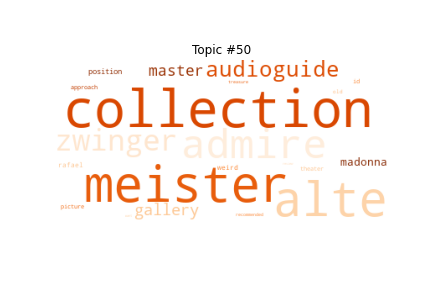 Topic #50
position master audioguide
approach treasure id
collection old
zwinger admire
rafael weird theater madonna
meister alte
picture gallery